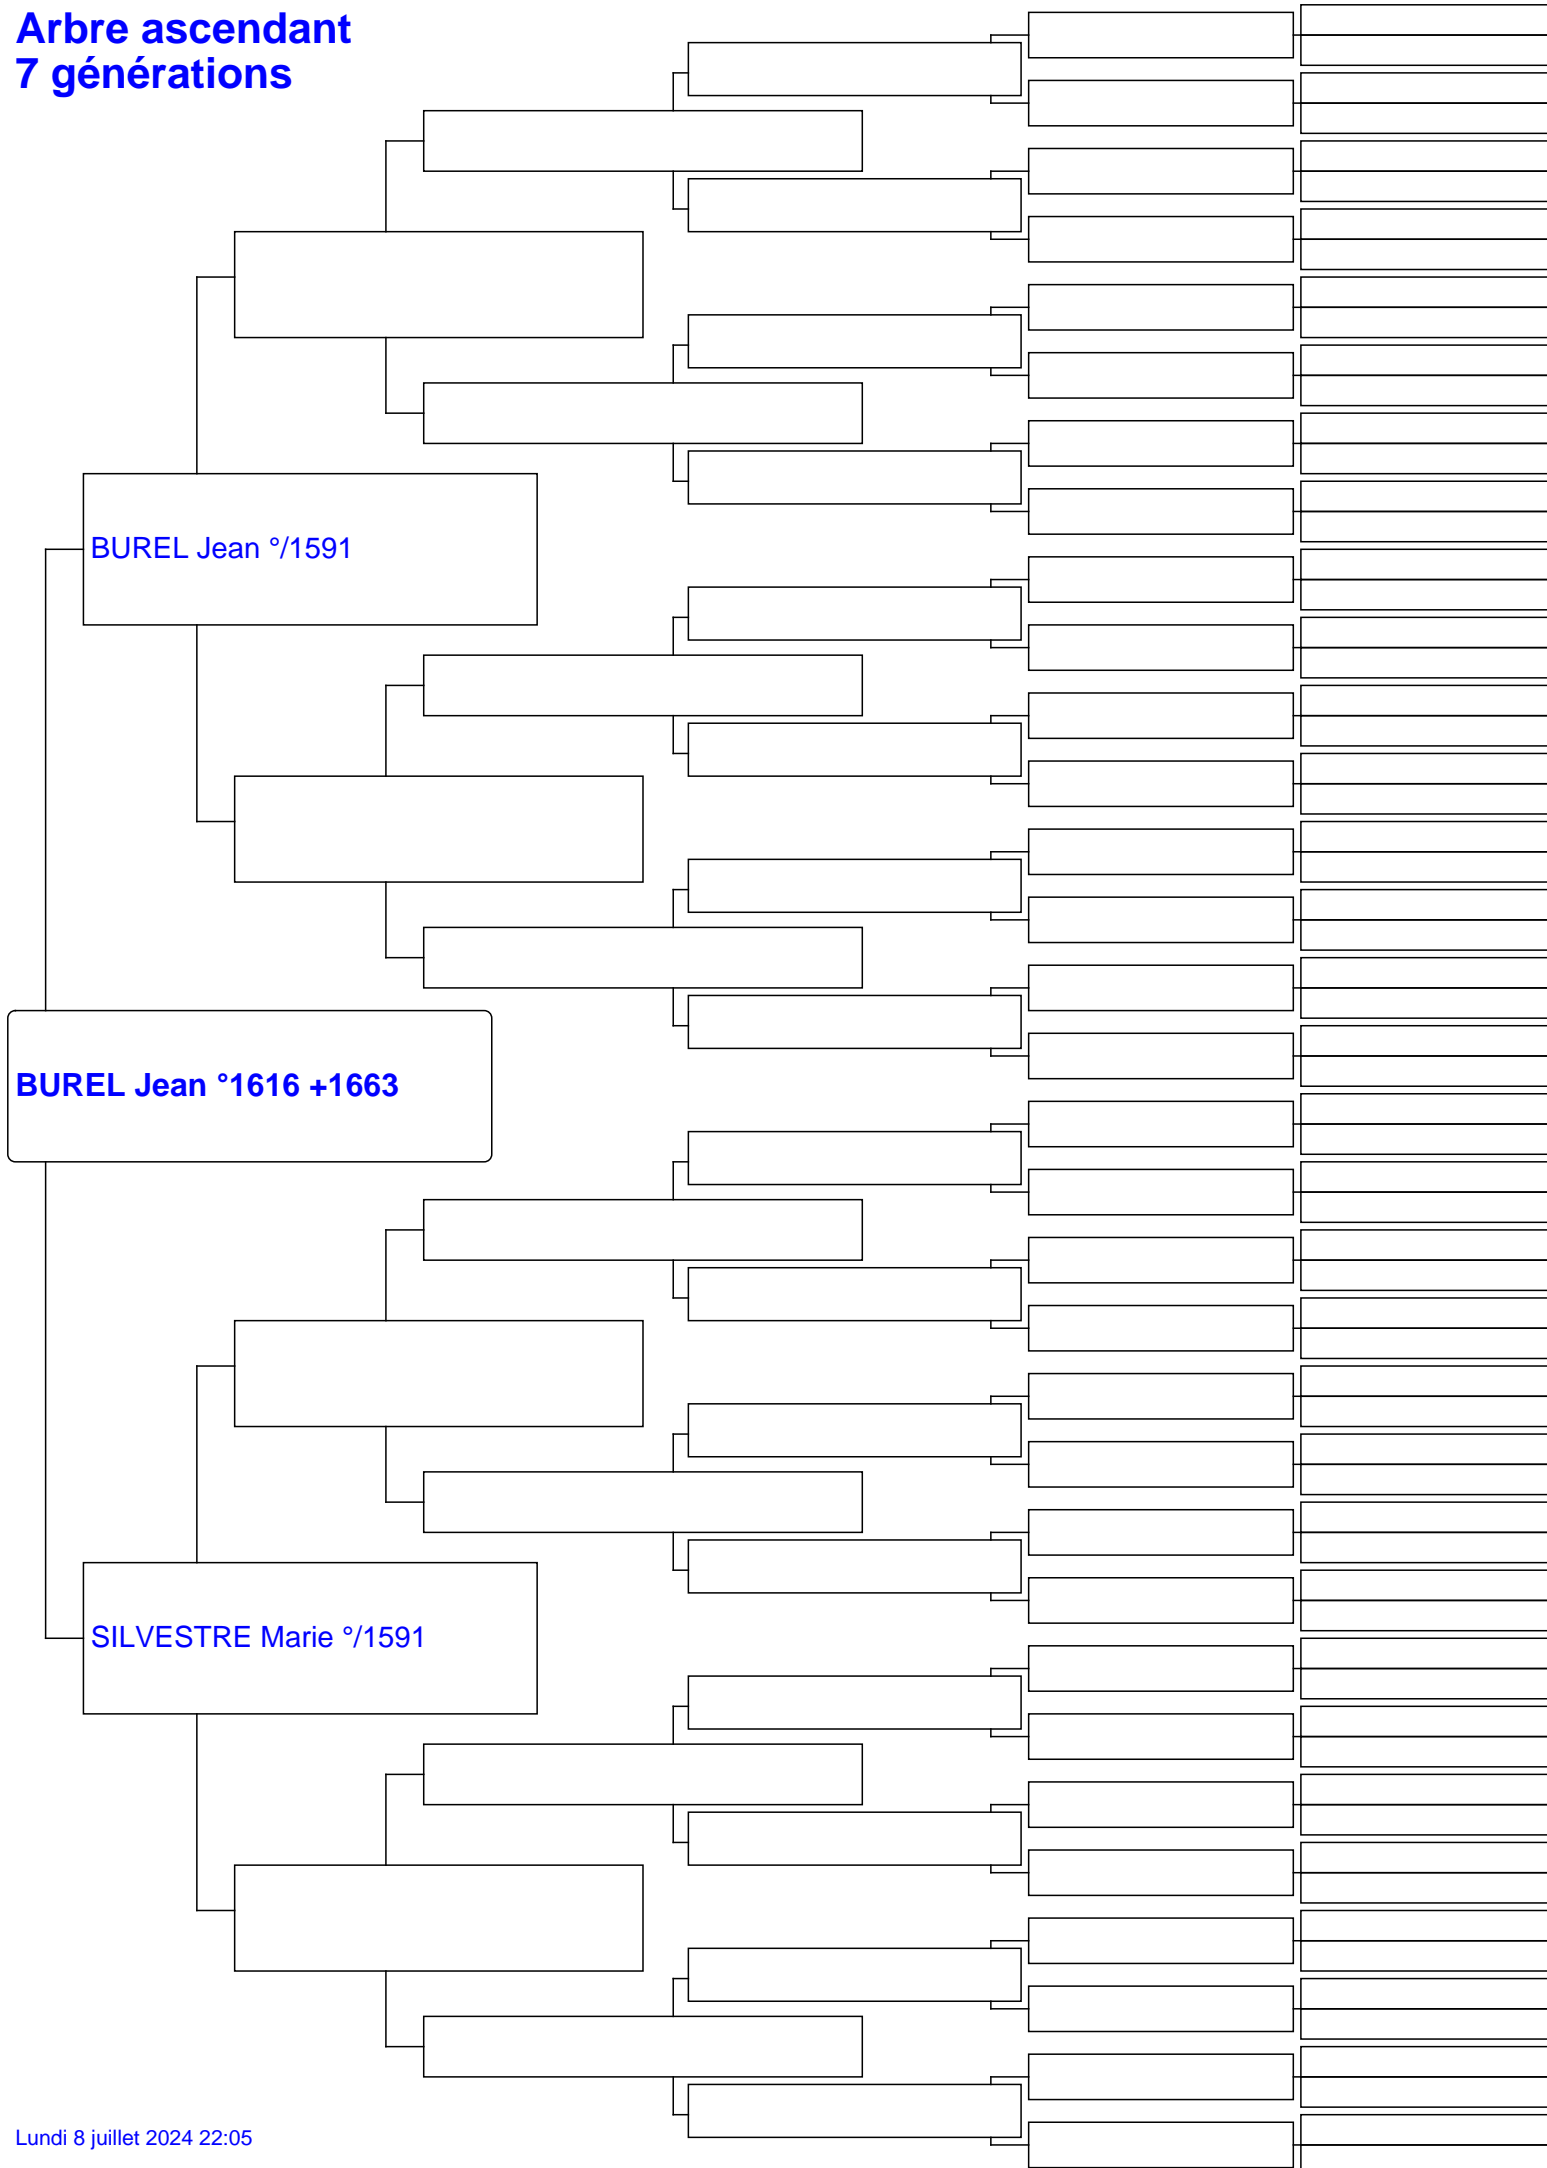 Arbre ascendant
7 générations
BUREL Jean °/1591
BUREL Jean °1616 +1663
SILVESTRE Marie °/1591
Lundi 8 juillet 2024 22:05